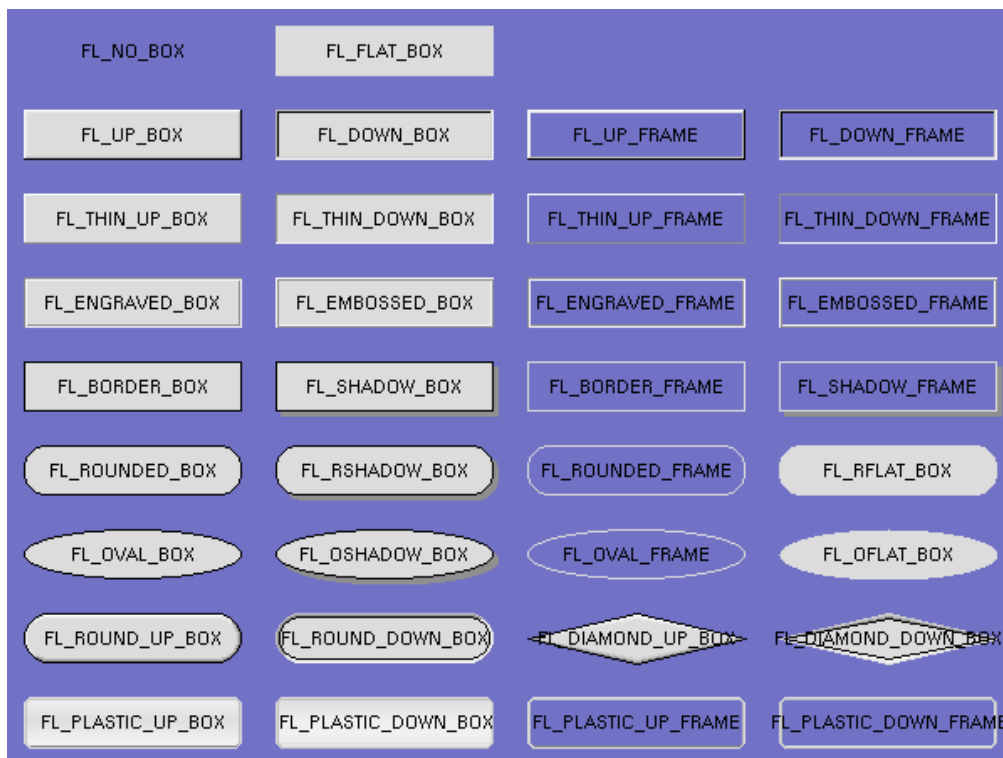 FL_NO_BOX FL_FLAT_BOX
FL_UP_BOX FL_DOWN_BOX FL_UP_FRAME FL_DOWN_FRAME
FL_THIN_UP_BOX FL_THIN_DOWN_BOX FL_THIN_UP_FRAME FL_THIN_DOWN_FRAME
FL_ENGRAVED_BOX FL_EMBOSSED_BOX FL_ENGRAVED_FRAME FL_EMBOSSED_FRAME
FL_BORDER_BOX FL_SHADOW_BOX FL_BORDER_FRAME FL_SHADOW_FRAME
FL_ROUNDED_BOX FL_RSHADOW_BOX FL_ROUNDED_FRAME FL_RFLAT_BOX
FL_OVAL_BOX FL_OSHADOW_BOX FL_OVAL_FRAME FL_OFLAT_BOX
FL_ROUND_UP_BOX FL_ROUND_DOWN_BOX FL_DIAMOND_UP_BOX FL_DIAMOND_DOWN_BOX
FL_PLASTIC_UP_BOX FL_PLASTIC_DOWN_BOX FL_PLASTIC_UP_FRAME FL_PLASTIC_DOWN_FRAME